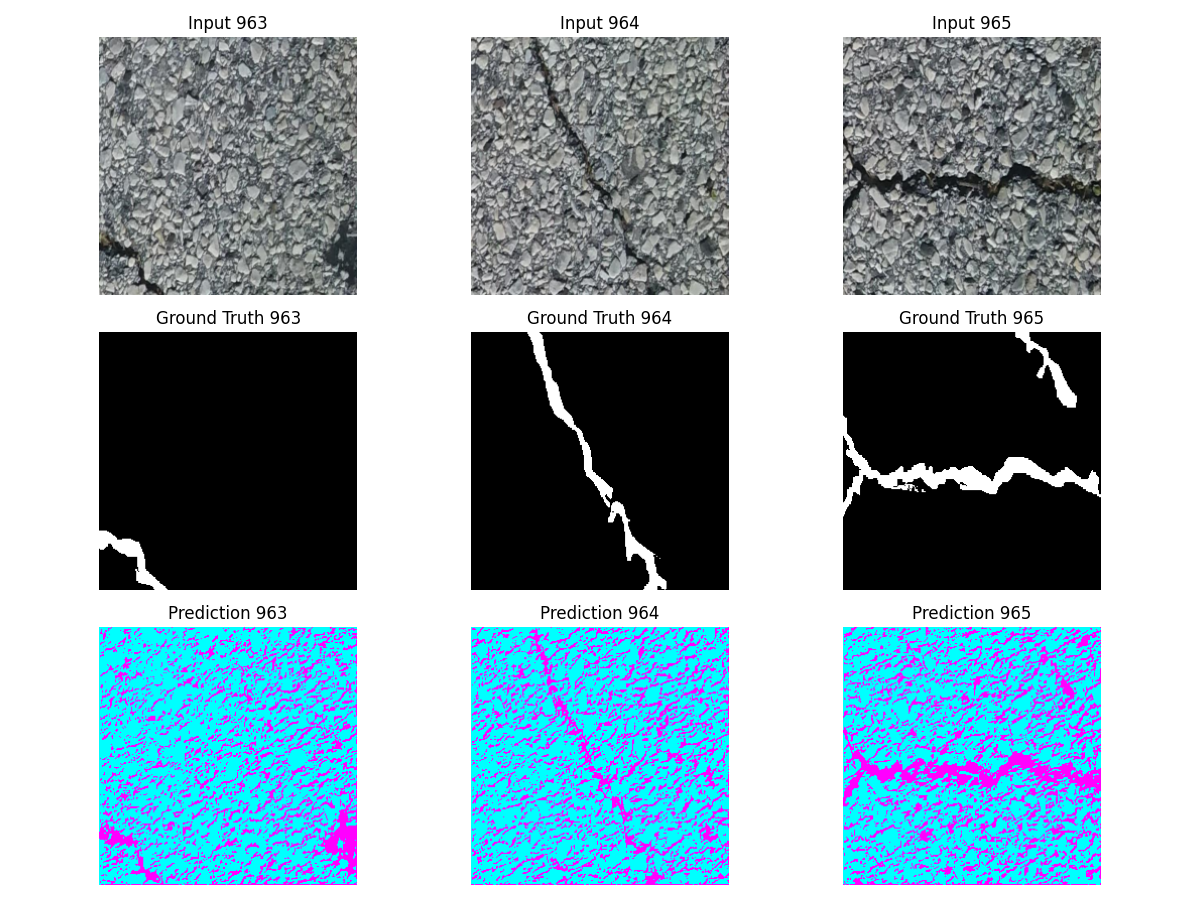 Input 963
Input 964
Input 965
Ground Truth 963
Ground Truth 964
Ground Truth 965
Prediction 963
Prediction 964
Prediction 965